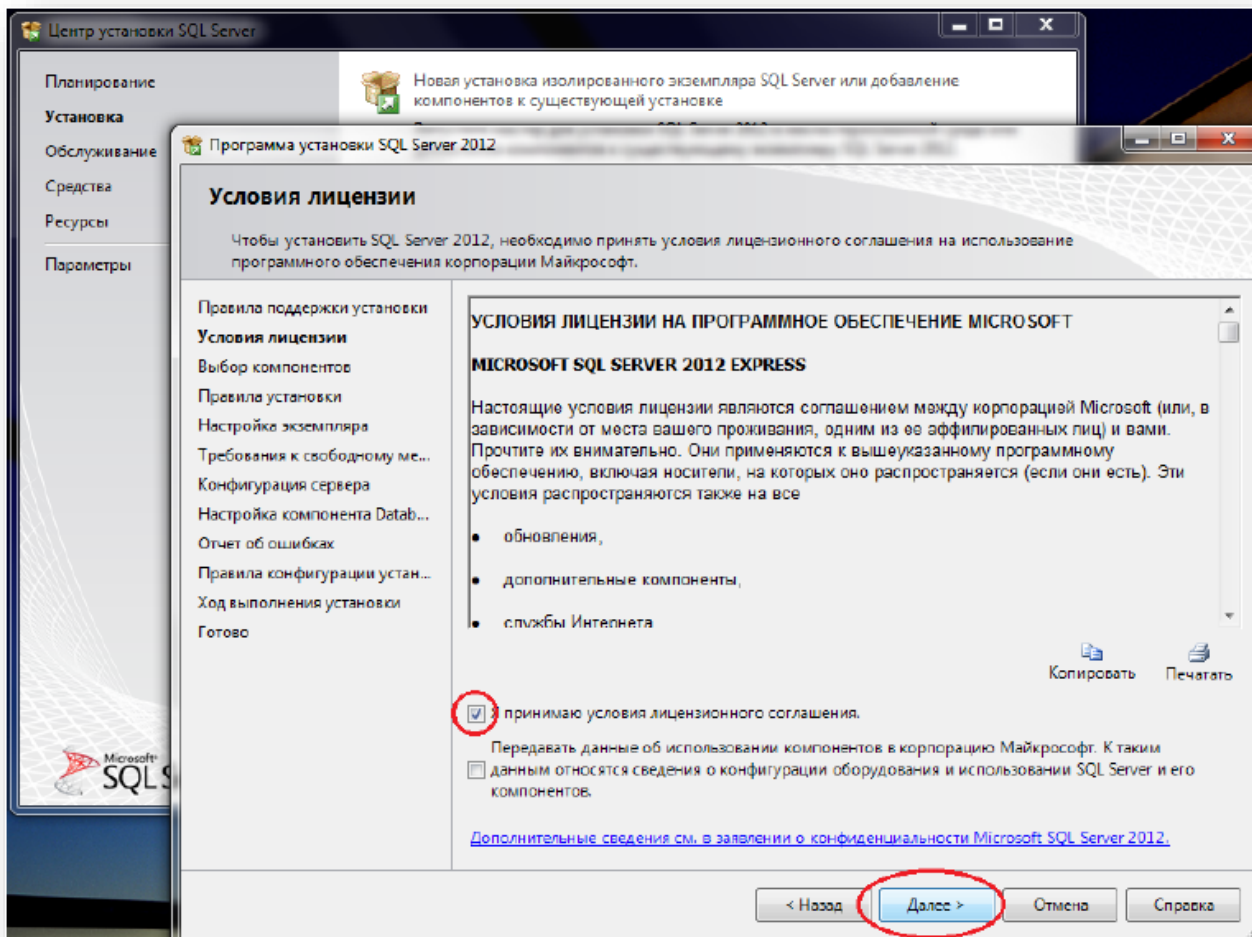 Центр установки SQL Server
Планирование
Установка
Обслуживание
Средства
Ресурсы
Параметры
Новая установка изолированного экземпляра SQL Server или добавление
компонентов к существующей установке
Программа установки SQL Server 2012
Условия лицензии
Чтобы установить SQL Server 2012, необходимо принять условия лицензионного соглашения на использование
программного обеспечения корпорации Майкрософт.
Правила поддержки установки
Условия лицензии
Выбор компонентов
Правила установки
Настройка экземпляра
Требования к свободному ме...
Конфигурация сервера
Настройка компонента Datab...
Отчет об ошибках
Правила конфигурации устан...
Ход выполнения установки
Готово
УСЛОВИЯ ЛИЦЕНЗИИ НА ПРОГРАММНОЕ ОБЕСПЕЧЕНИЕ MICROSOFT
MICROSOFT SQL SERVER 2012 EXPRESS
Настоящие условия лицензии являются соглашением между корпорацией Microsoft (или, в
зависимости от места вашего проживания, одним из ее аффилированных лиц) и вами.
Прочтите их внимательно. Они применяются к вышеуказанному программному
обеспечению, включая носители, на которых оно распространяется (если они есть). Эти
условия распространяются также на все
• обновления,
• дополнительные компоненты,
• службы Интернета
Копировать
Печатать
Я принимаю условия лицензионного соглашения.
Передавать данные об использовании компонентов в корпорацию Майкрософт. К таким
данным относятся сведения о конфигурации оборудования и использовании SQL Server и его
компонентов.
Дополнительные сведения см. в заявлении о конфиденциальности Microsoft SQL Server 2012.
Microsoft
SQL S
< Назад
Далее >
Отмена
Справка